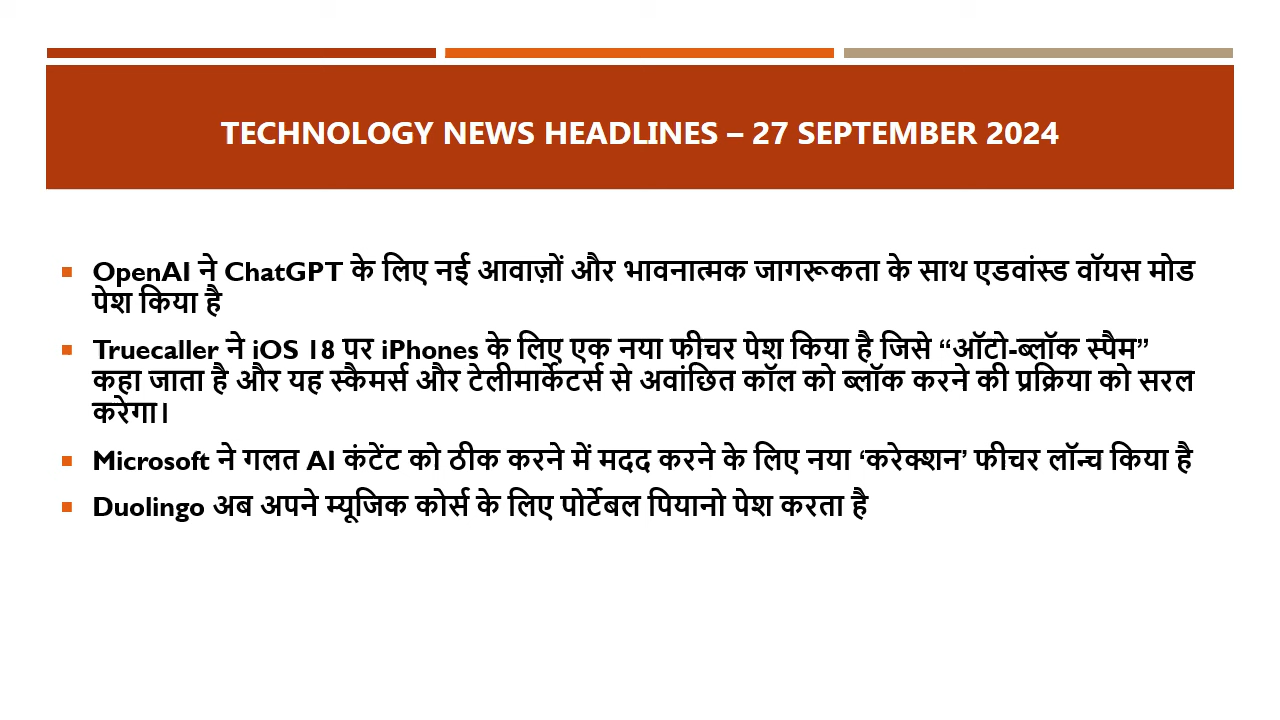 TECHNOLOGY NEWS HEADLINES – 27 SEPTEMBER 2024
OpenAI ने ChatGPT के लिए नई आवाज़ों और भावनात्मक जागरूकता के साथ एडवांस्ड वॉयस मोड
पेश किया है
Truecaller ने iOS 18 पर iPhones के लिए एक नया फीचर पेश किया है जिसे “ऑटो-ब्लॉक स्पैम”
कहा जाता है और यह स्कैमर्स और टेलीमार्केटर्स से अवांछित कॉल को ब्लॉक करने की प्रक्रिया को सरल
करेगा।
Microsoft ने गलत AI कंटेंट को ठीक करने में मदद करने के लिए नया ‘करेक्शन’ फीचर लॉन्च किया है
Duolingo अब अपने म्यूजिक कोर्स के लिए पोर्टेबल पियानो पेश करता है